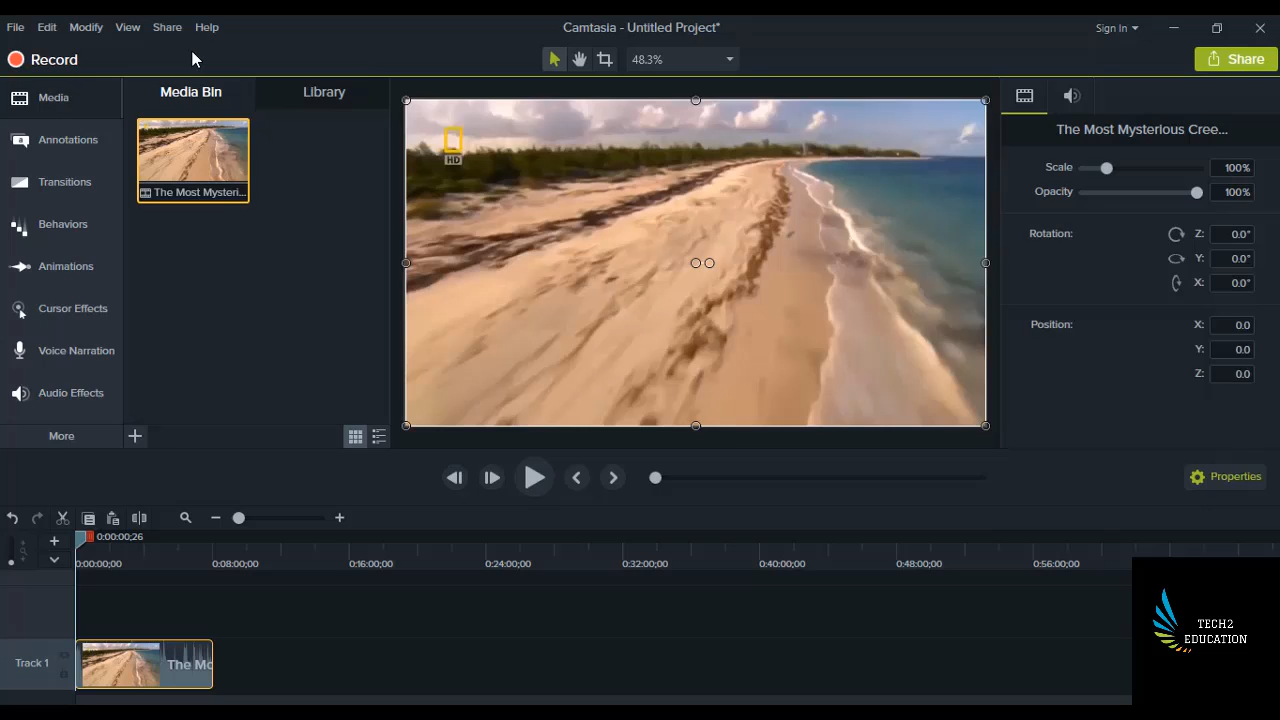 File Edit Modify View Share Help
Camtasia - Untitled Project*
Sign In
Record
48.3%
Share
Media
Annotations
Transitions
Behaviors
Animations
Cursor Effects
Voice Narration
Audio Effects
More
Media Bin
Library
The Most Mysteri...
HD
The Most Mysterious Cree...
Scale 100%
Opacity 100%
Rotation: Z: 0.0°
Y: 0.0°
X: 0.0°
Position: X: 0.0
Y: 0.0
Z: 0.0
Properties
0:00:00;26
0:00:00;00 0:08:00;00 0:16:00;00 0:24:00;00 0:32:00;00 0:40:00;00 0:48:00;00 0:56:00;00
Track 1
The Mo
TECH2
EDUCATION